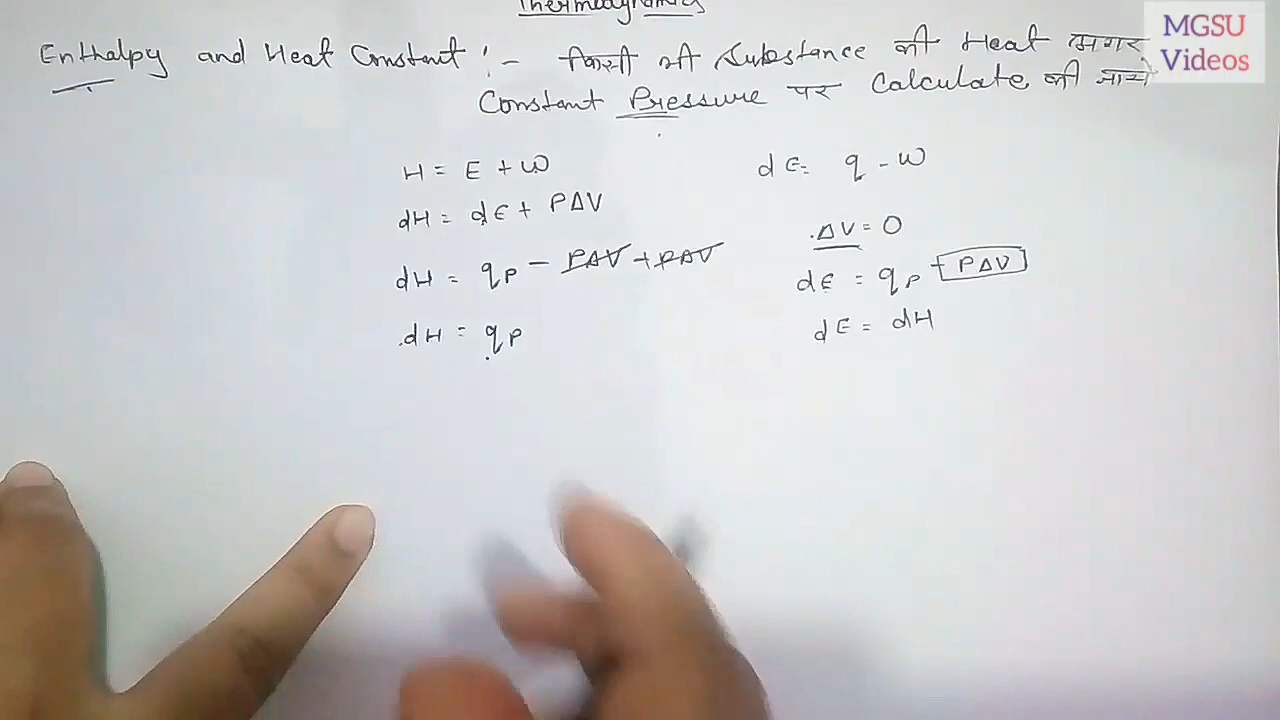 Thermodynamics
MGSU
Videos
Enthalpy and Heat Constant :- किसी भी Substance की Heat अगर
Constant Pressure पर Calculate की जाये
H = E + W
dE = q - W
dH = dE + PΔV
ΔV = 0
dH = qP - PΔV + PΔV
dE = qP + PΔV
dH = qP
dE = dH